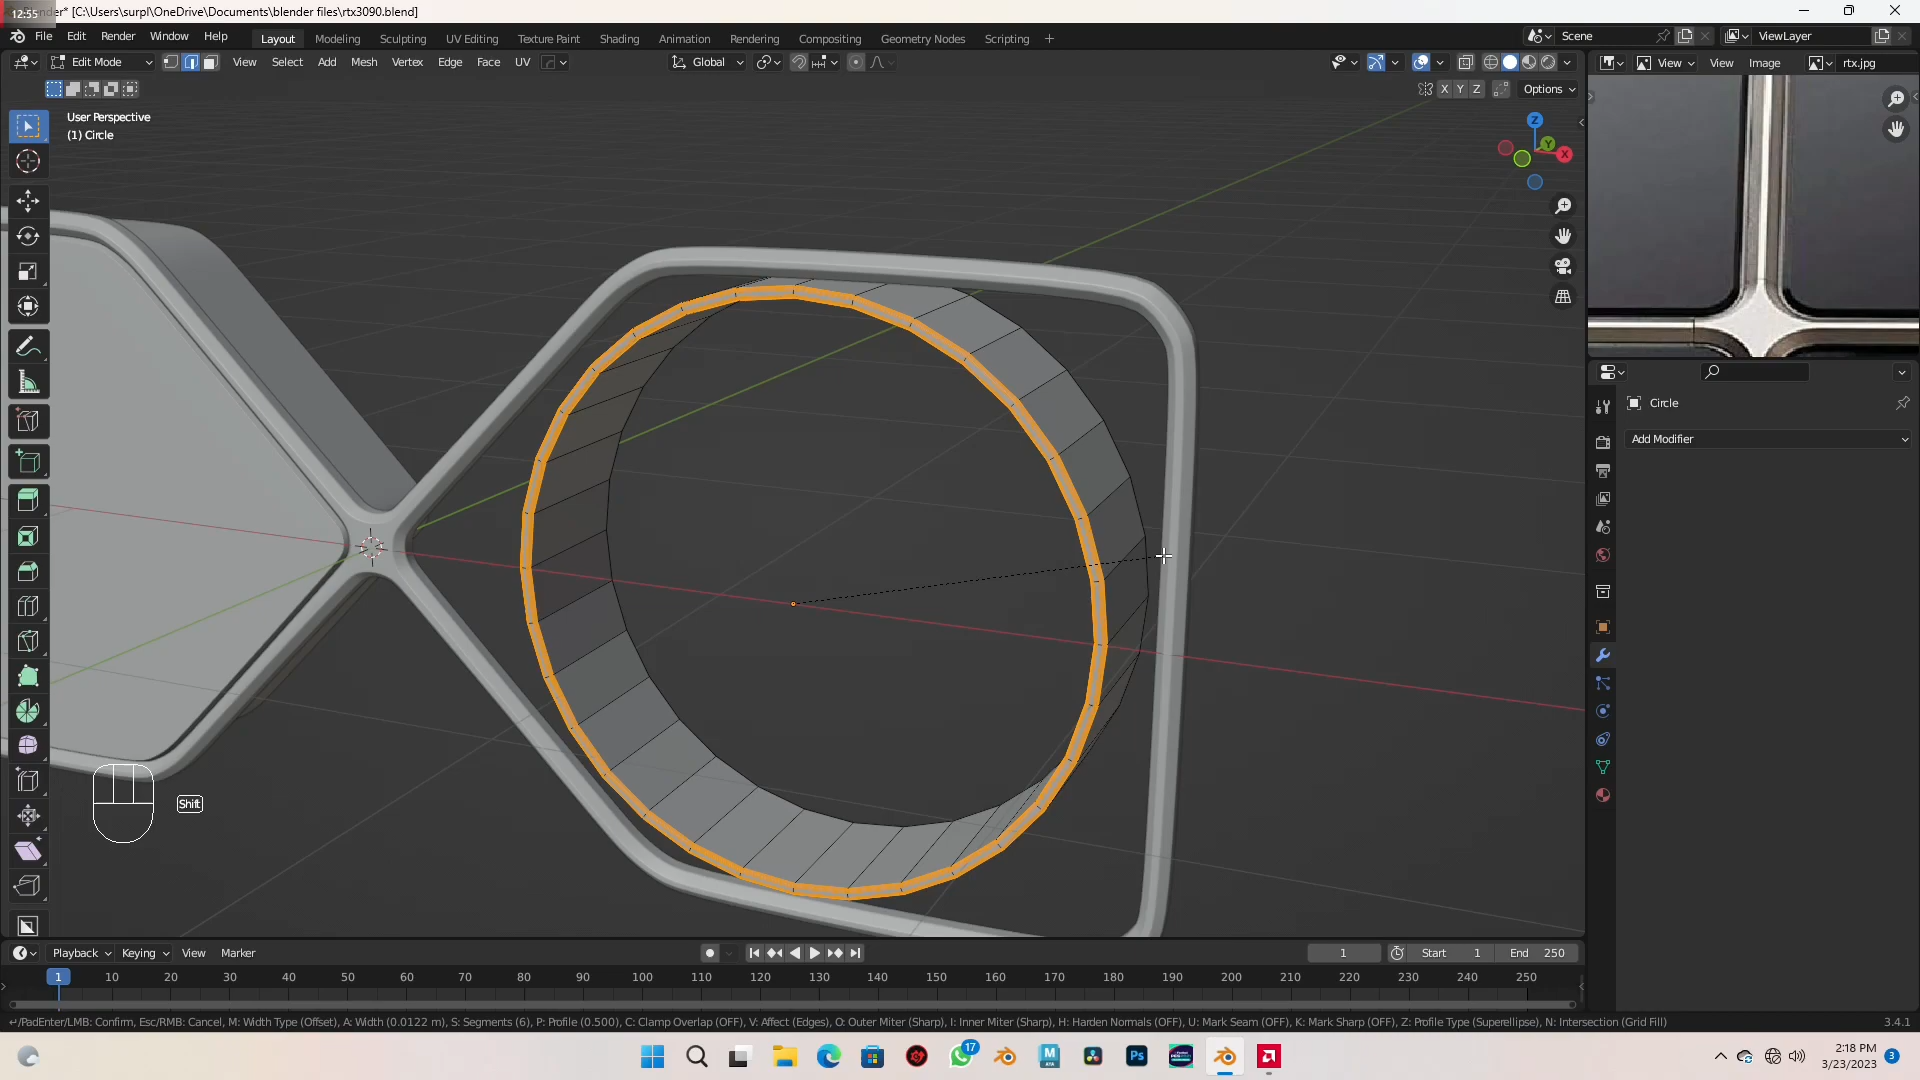 12:55
nder* [C:\Users\surpl\OneDrive\Documents\blender files\rtx3090.blend]
File Edit Render Window Help Layout Modeling Sculpting UV Editing Texture Paint Shading Animation Rendering Compositing Geometry Nodes Scripting + Scene ViewLayer
Edit Mode View Select Add Mesh Vertex Edge Face UV Global View View Image rtx.jpg
X Y Z Options
User Perspective
(1) Circle
Z
Y
X
Circle
Add Modifier
Shift
Playback Keying View Marker 1 Start 1 End 250
1 10 20 30 40 50 60 70 80 90 100 110 120 130 140 150 160 170 180 190 200 210 220 230 240 250
↵/PadEnter/LMB: Confirm, Esc/RMB: Cancel, M: Width Type (Offset), A: Width (0.0122 m), S: Segments (6), P: Profile (0.500), C: Clamp Overlap (OFF), V: Affect (Edges), O: Outer Miter (Sharp), I: Inner Miter (Sharp), H: Harden Normals (OFF), U: Mark Seam (OFF), K: Mark Sharp (OFF), Z: Profile Type (Superellipse), N: Intersection (Grid Fill) 3.4.1
17
M
Ps
2:18 PM
3/23/2023
3